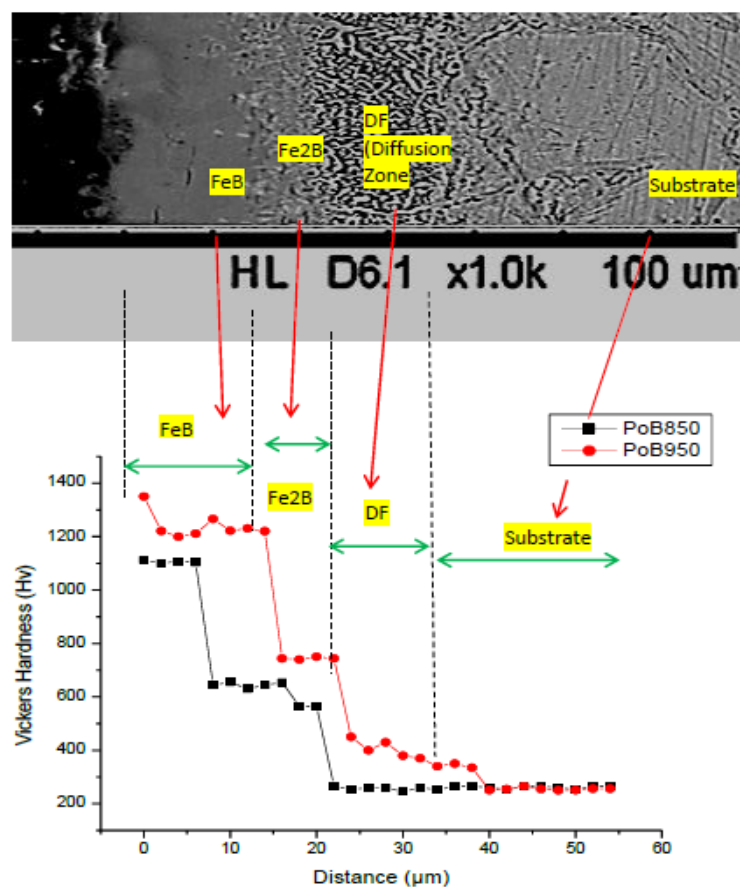 FeB
Fe2B
DF
(Diffusion
Zone
Substrate
HL D6.1 x1.0k 100 um
FeB
Fe2B
DF
Substrate
PoB850
PoB950
Vickers Hardness (Hv)
1400
1200
1000
800
600
400
200
0
10
20
30
40
50
60
Distance (μm)